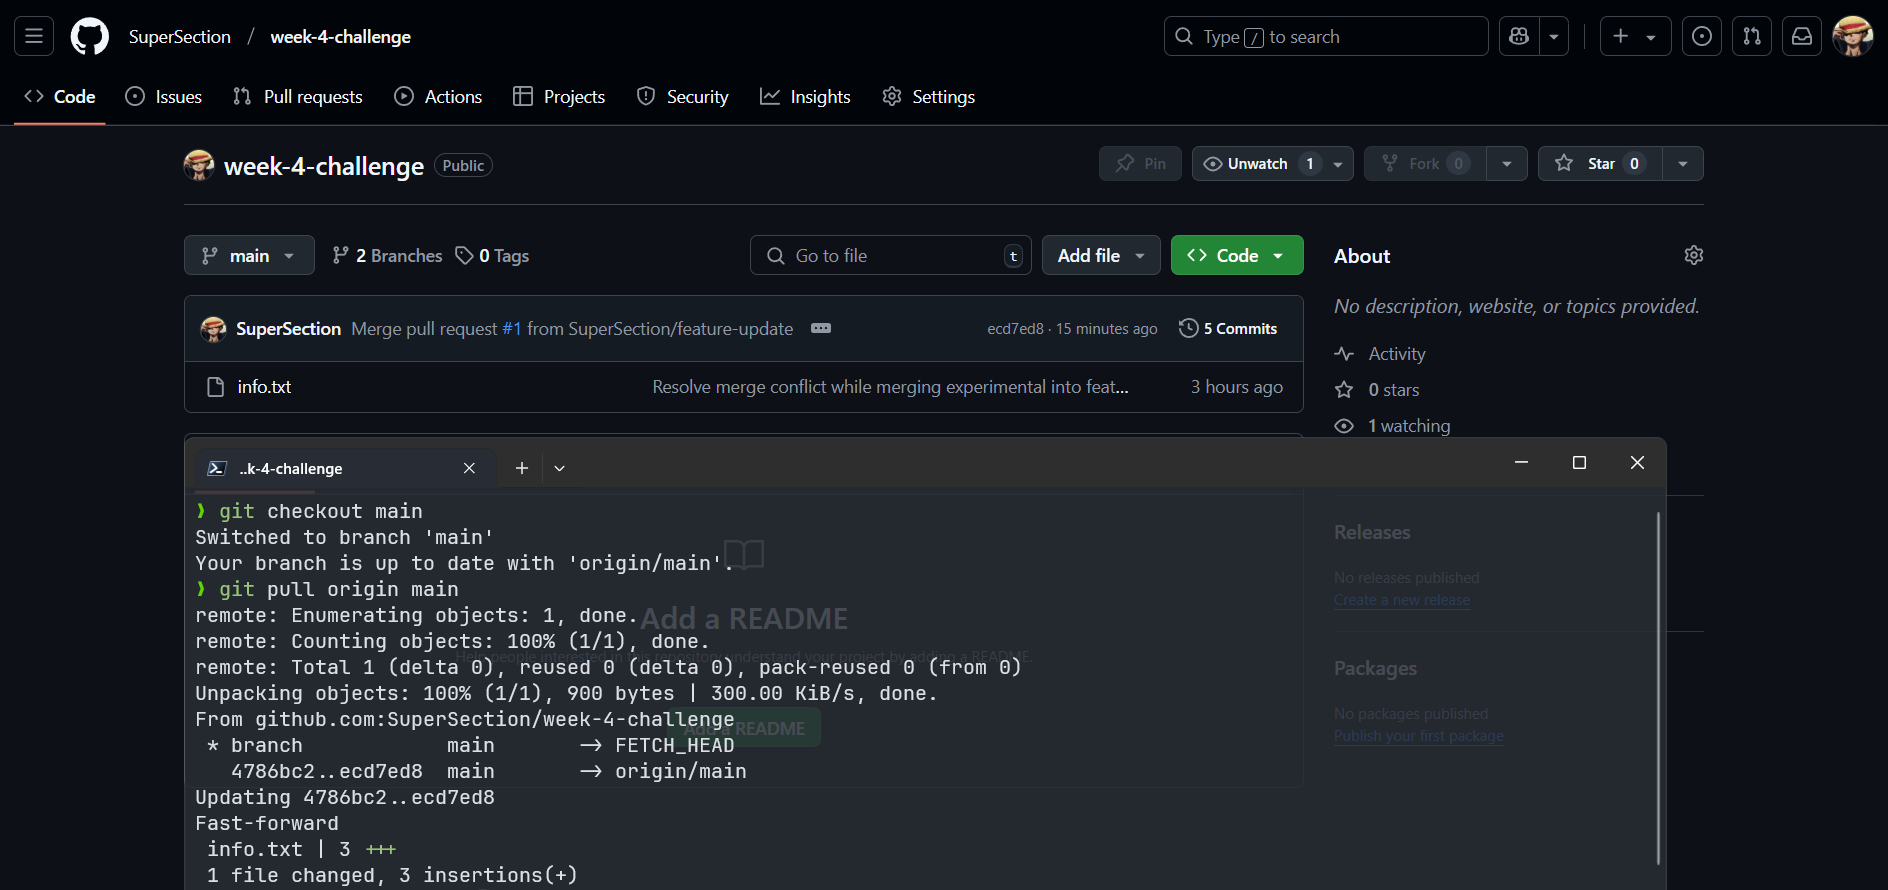 SuperSection / week-4-challenge
Type / to search
Code Issues Pull requests Actions Projects Security Insights Settings
week-4-challenge Public
Pin Unwatch 1 Fork 0 Star 0
main 2 Branches 0 Tags
Go to file t Add file Code
SuperSection Merge pull request #1 from SuperSection/feature-update
ecd7ed8 · 15 minutes ago 5 Commits
info.txt Resolve merge conflict while merging experimental into feat... 3 hours ago
About
No description, website, or topics provided.
Activity
0 stars
1 watching
..k-4-challenge
❯ git checkout main
Switched to branch 'main'
Your branch is up to date with 'origin/main'.
❯ git pull origin main
remote: Enumerating objects: 1, done.
remote: Counting objects: 100% (1/1), done.
remote: Total 1 (delta 0), reused 0 (delta 0), pack-reused 0 (from 0)
Unpacking objects: 100% (1/1), 900 bytes | 300.00 KiB/s, done.
From github.com:SuperSection/week-4-challenge
* branch main -> FETCH_HEAD
4786bc2..ecd7ed8 main -> origin/main
Updating 4786bc2..ecd7ed8
Fast-forward
info.txt | 3 +++
1 file changed, 3 insertions(+)
Add a README
Help people interested in this repository understand your project by adding a README.
Add a README
Releases
No releases published
Create a new release
Packages
No packages published
Publish your first package